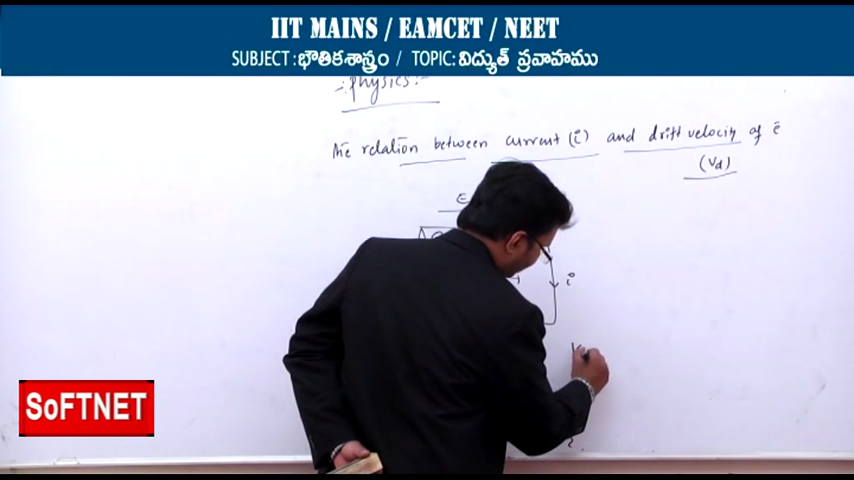 IIT MAINS / EAMCET / NEET
SUBJECT : భౌతికశాస్త్రం / TOPIC: విద్యుత్ ప్రవాహము
-: physics :-
The relation between current (i) and drift velocity of ē
(Vd)
E
i
SoFTNET